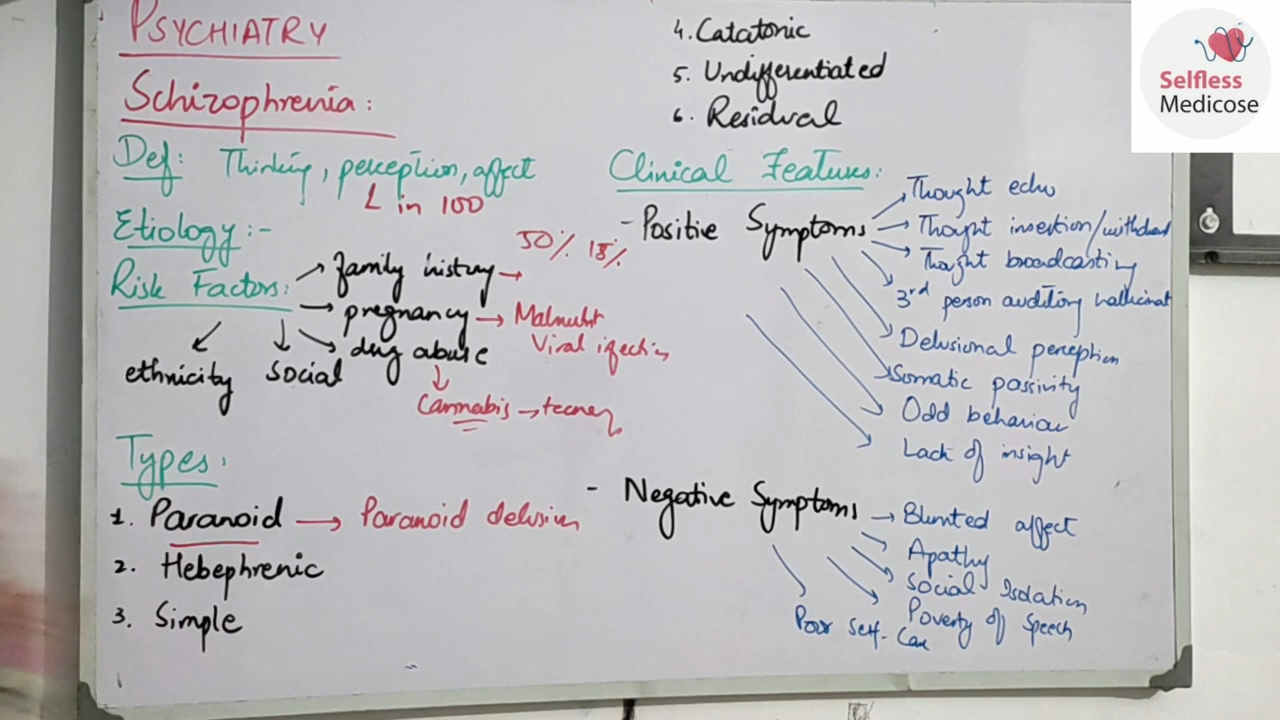 PSYCHIATRY
Schizophrenia:
Def: Thinking, perception, affect
1 in 100
Etiology:-
Risk Factors:
family history → 50% 18%
pregnancy → Malnutrit
Viral infection
drug abuse
Cannabis → teenag
ethnicity social
Types:
1. Paranoid → Paranoid delusion
2. Hebephrenic
3. Simple
4. Catatonic
5. Undifferentiated
6. Residual
Clinical Features:
- Positive Symptoms
Thought echo
Thought insertion/withdrawl
Thought broadcasting
3rd person auditory hallucinat
Delusional perception
Somatic passivity
Odd behaviour
Lack of insight
- Negative Symptoms
Blunted affect
Apathy
Social Isolation
Poverty of Speech
Poor self-care
Selfless
Medicose